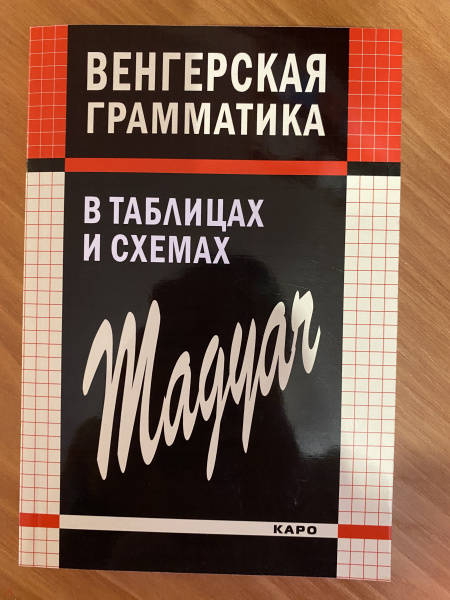 ВЕНГЕРСКАЯ
ГРАММАТИКА
В ТАБЛИЦАХ
И СХЕМАХ
Magyar
КАРО